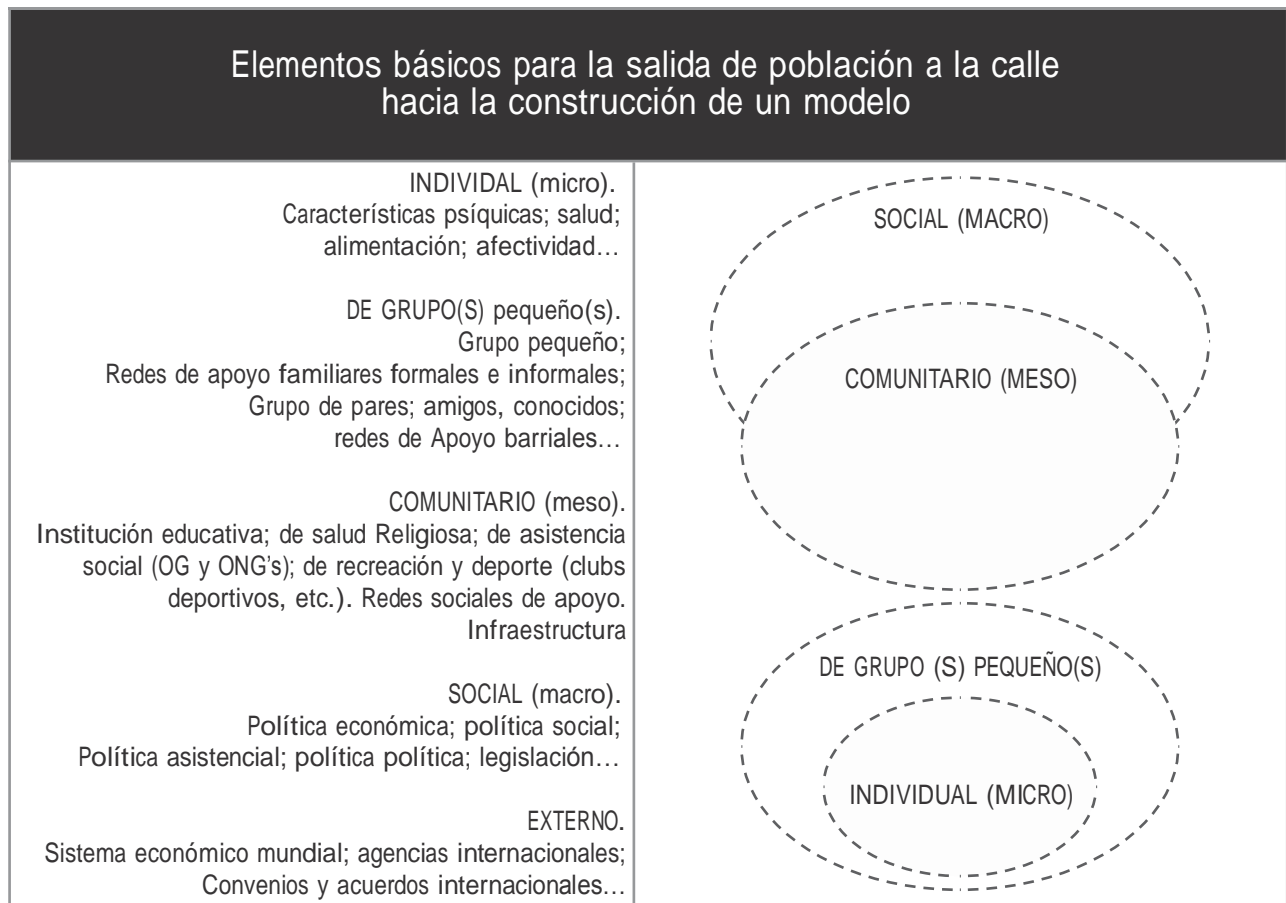 Elementos básicos para la salida de población a la calle
hacia la construcción de un modelo
INDIVIDAL (micro).
Características psíquicas; salud;
alimentación; afectividad…
DE GRUPO(S) pequeño(s).
Grupo pequeño;
Redes de apoyo familiares formales e informales;
Grupo de pares; amigos, conocidos;
redes de Apoyo barriales…
COMUNITARIO (meso).
Institución educativa; de salud Religiosa; de asistencia
social (OG y ONG’s); de recreación y deporte (clubs
deportivos, etc.). Redes sociales de apoyo.
Infraestructura
SOCIAL (macro).
Política económica; política social;
Política asistencial; política política; legislación…
EXTERNO.
Sistema económico mundial; agencias internacionales;
Convenios y acuerdos internacionales…
SOCIAL (MACRO)
COMUNITARIO (MESO)
DE GRUPO (S) PEQUEÑO(S)
INDIVIDUAL (MICRO)